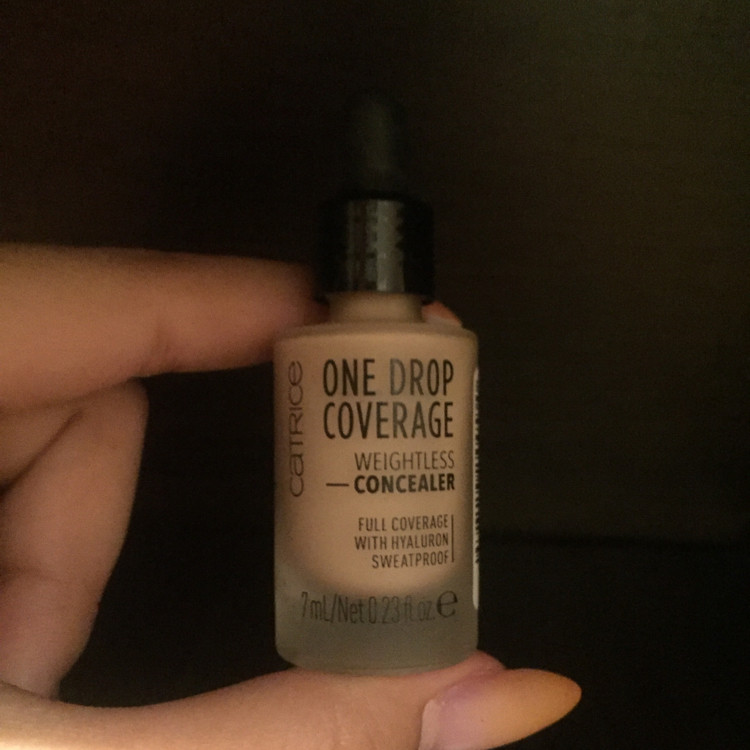 CATRICE
ONE DROP
COVERAGE
WEIGHTLESS
—CONCEALER
FULL COVERAGE
WITH HYALURON
SWEATPROOF
7 mL/Net 0.23 fl.oz. e